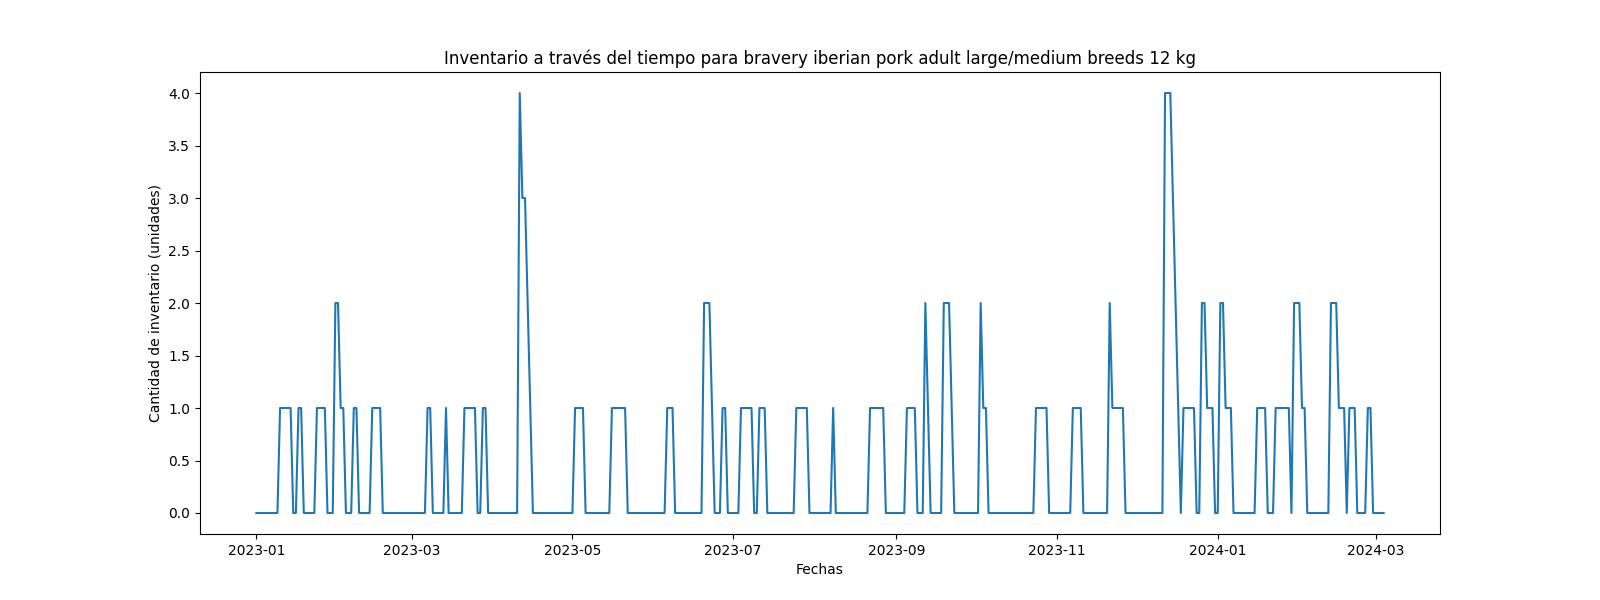 Inventario a través del tiempo para bravery iberian pork adult large/medium breeds 12 kg
Cantidad de inventario (unidades)
4.0
3.5
3.0
2.5
2.0
1.5
1.0
0.5
0.0
2023-01 2023-03 2023-05 2023-07 2023-09 2023-11 2024-01 2024-03
Fechas